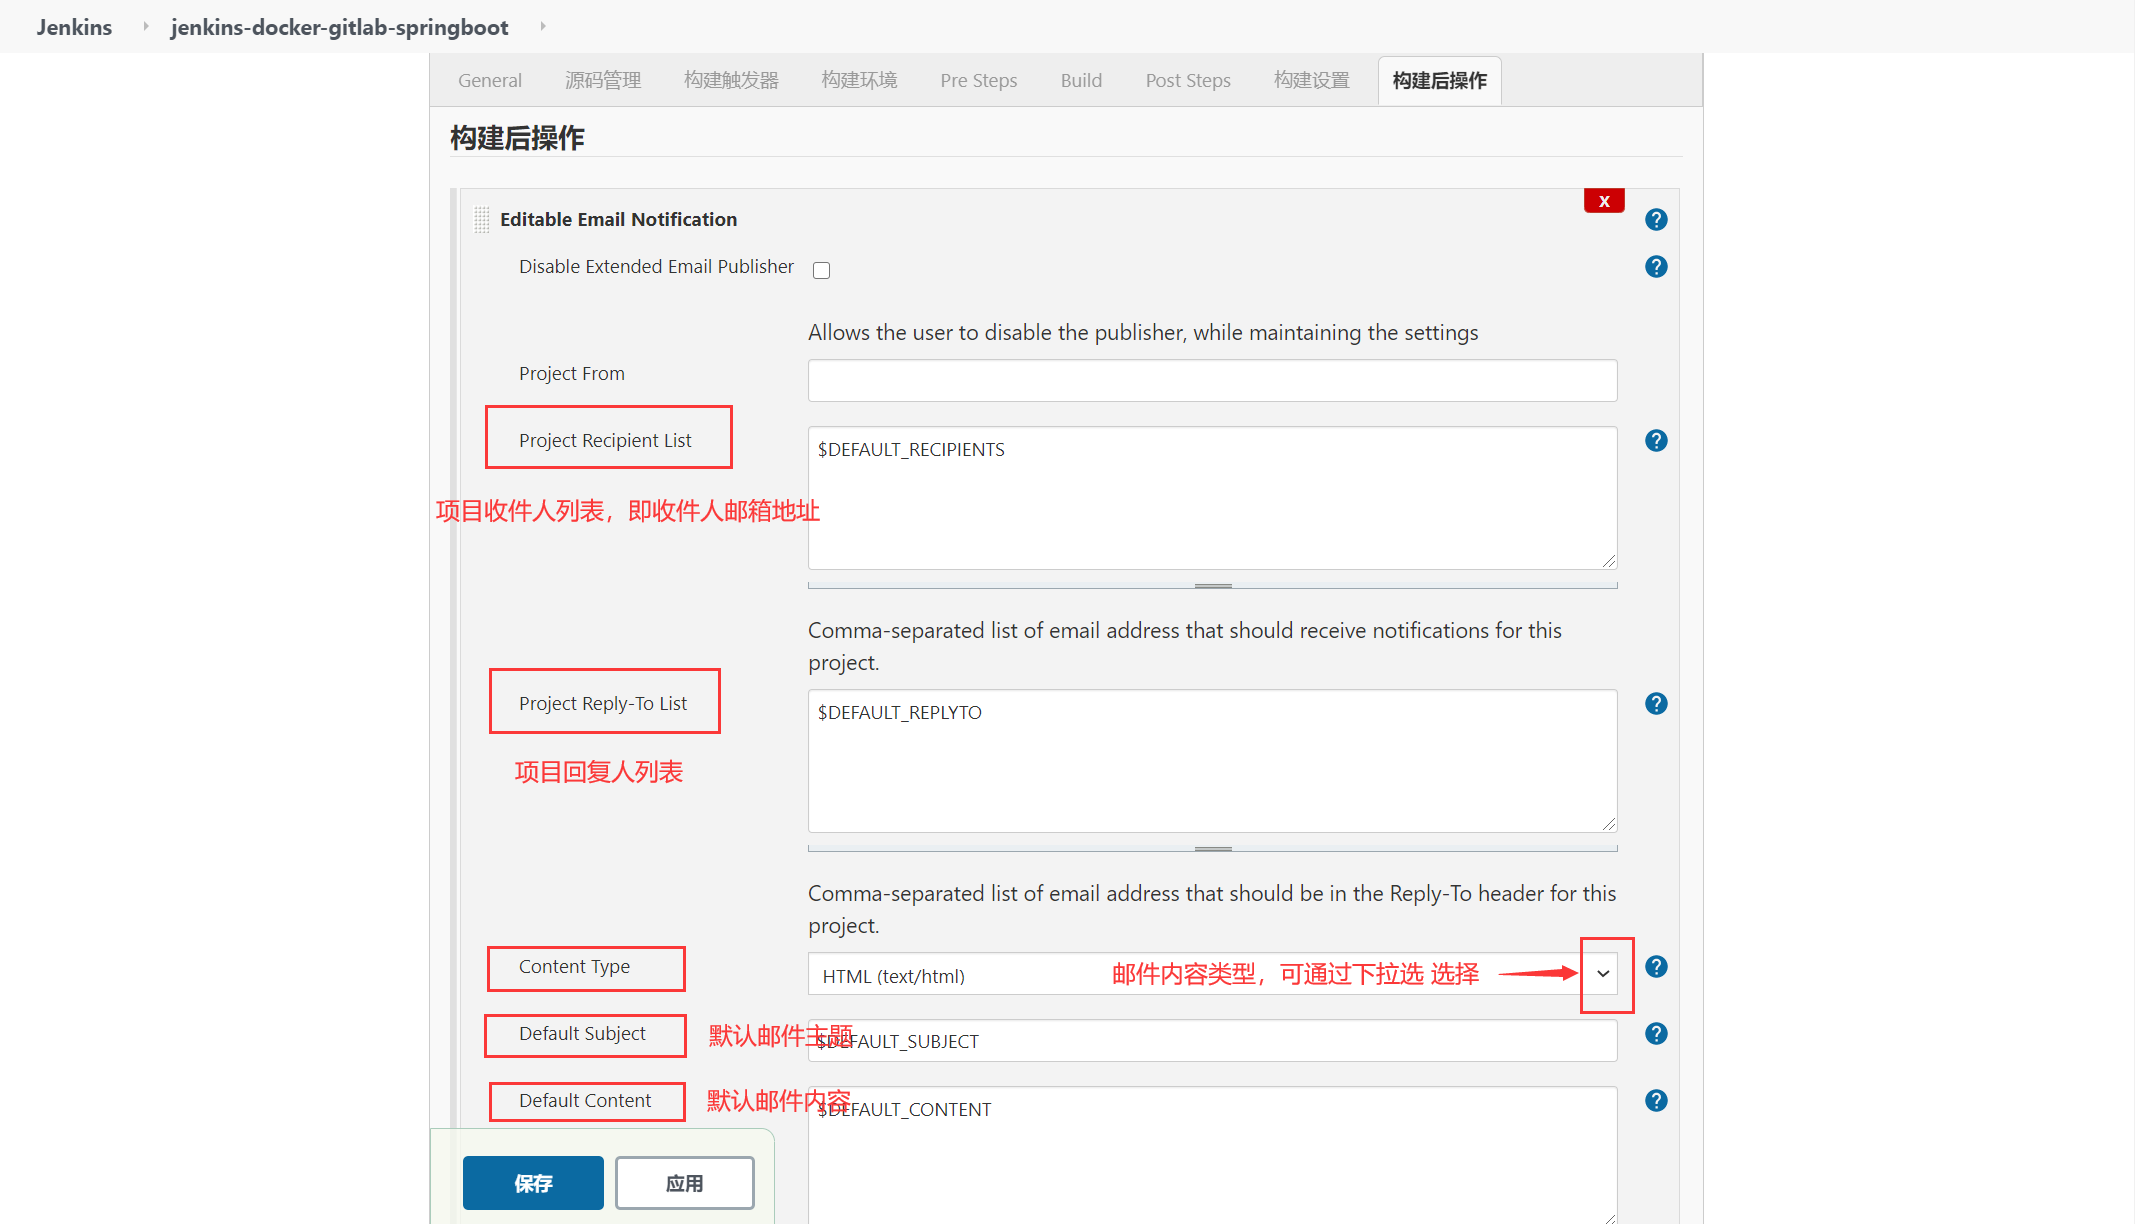 Jenkins
jenkins-docker-gitlab-springboot
General 源码管理 构建触发器 构建环境 Pre Steps Build Post Steps 构建设置 构建后操作
构建后操作
X
Editable Email Notification
?
Disable Extended Email Publisher
?
Allows the user to disable the publisher, while maintaining the settings
Project From
Project Recipient List
$DEFAULT_RECIPIENTS
?
项目收件人列表，即收件人邮箱地址
Comma-separated list of email address that should receive notifications for this
project.
Project Reply-To List
$DEFAULT_REPLYTO
?
项目回复人列表
Comma-separated list of email address that should be in the Reply-To header for this
project.
Content Type
HTML (text/html)
邮件内容类型，可通过下拉选 选择
?
Default Subject
默认邮件主题
$DEFAULT_SUBJECT
?
Default Content
默认邮件内容
$DEFAULT_CONTENT
?
保存
应用